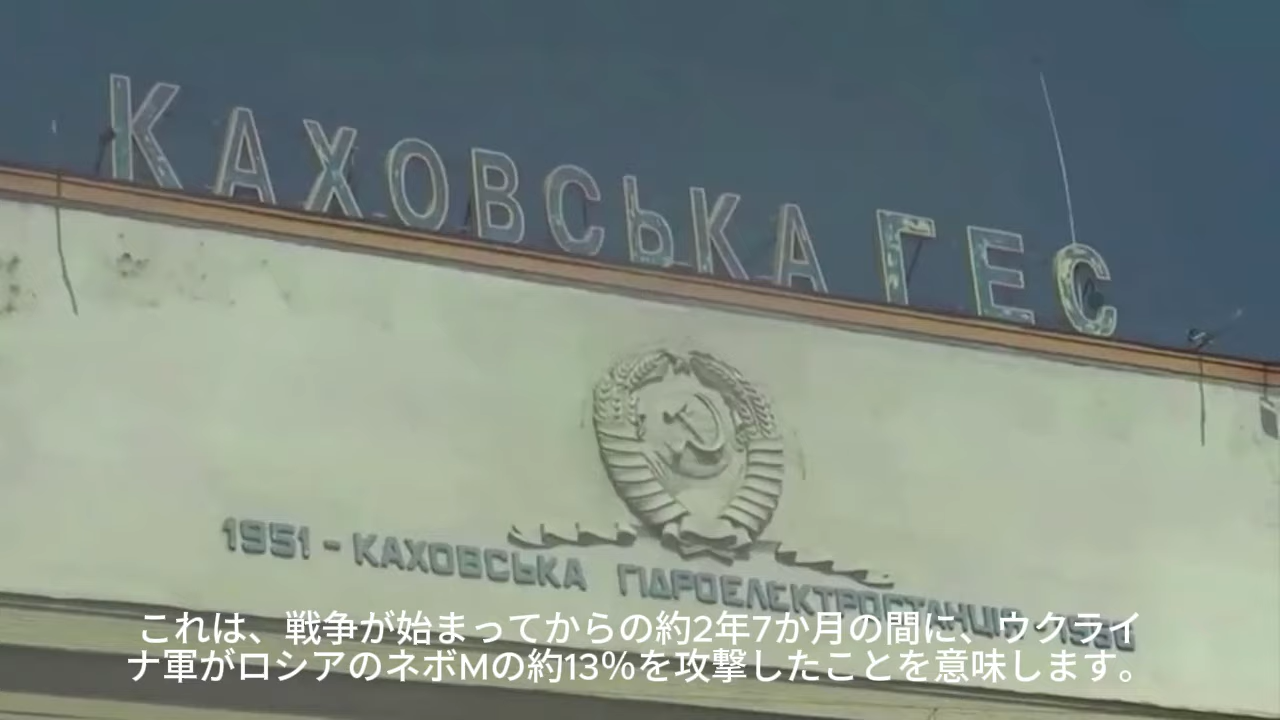 КАХОВСЬКА ГЕС
1951 - КАХОВСЬКА ГІДРОЕЛЕКТРОСТАНЦІЯ
これは、戦争が始まってからの約2年7か月の間に、ウクライ
ナ軍がロシアのネボMの約13%を攻撃したことを意味します。